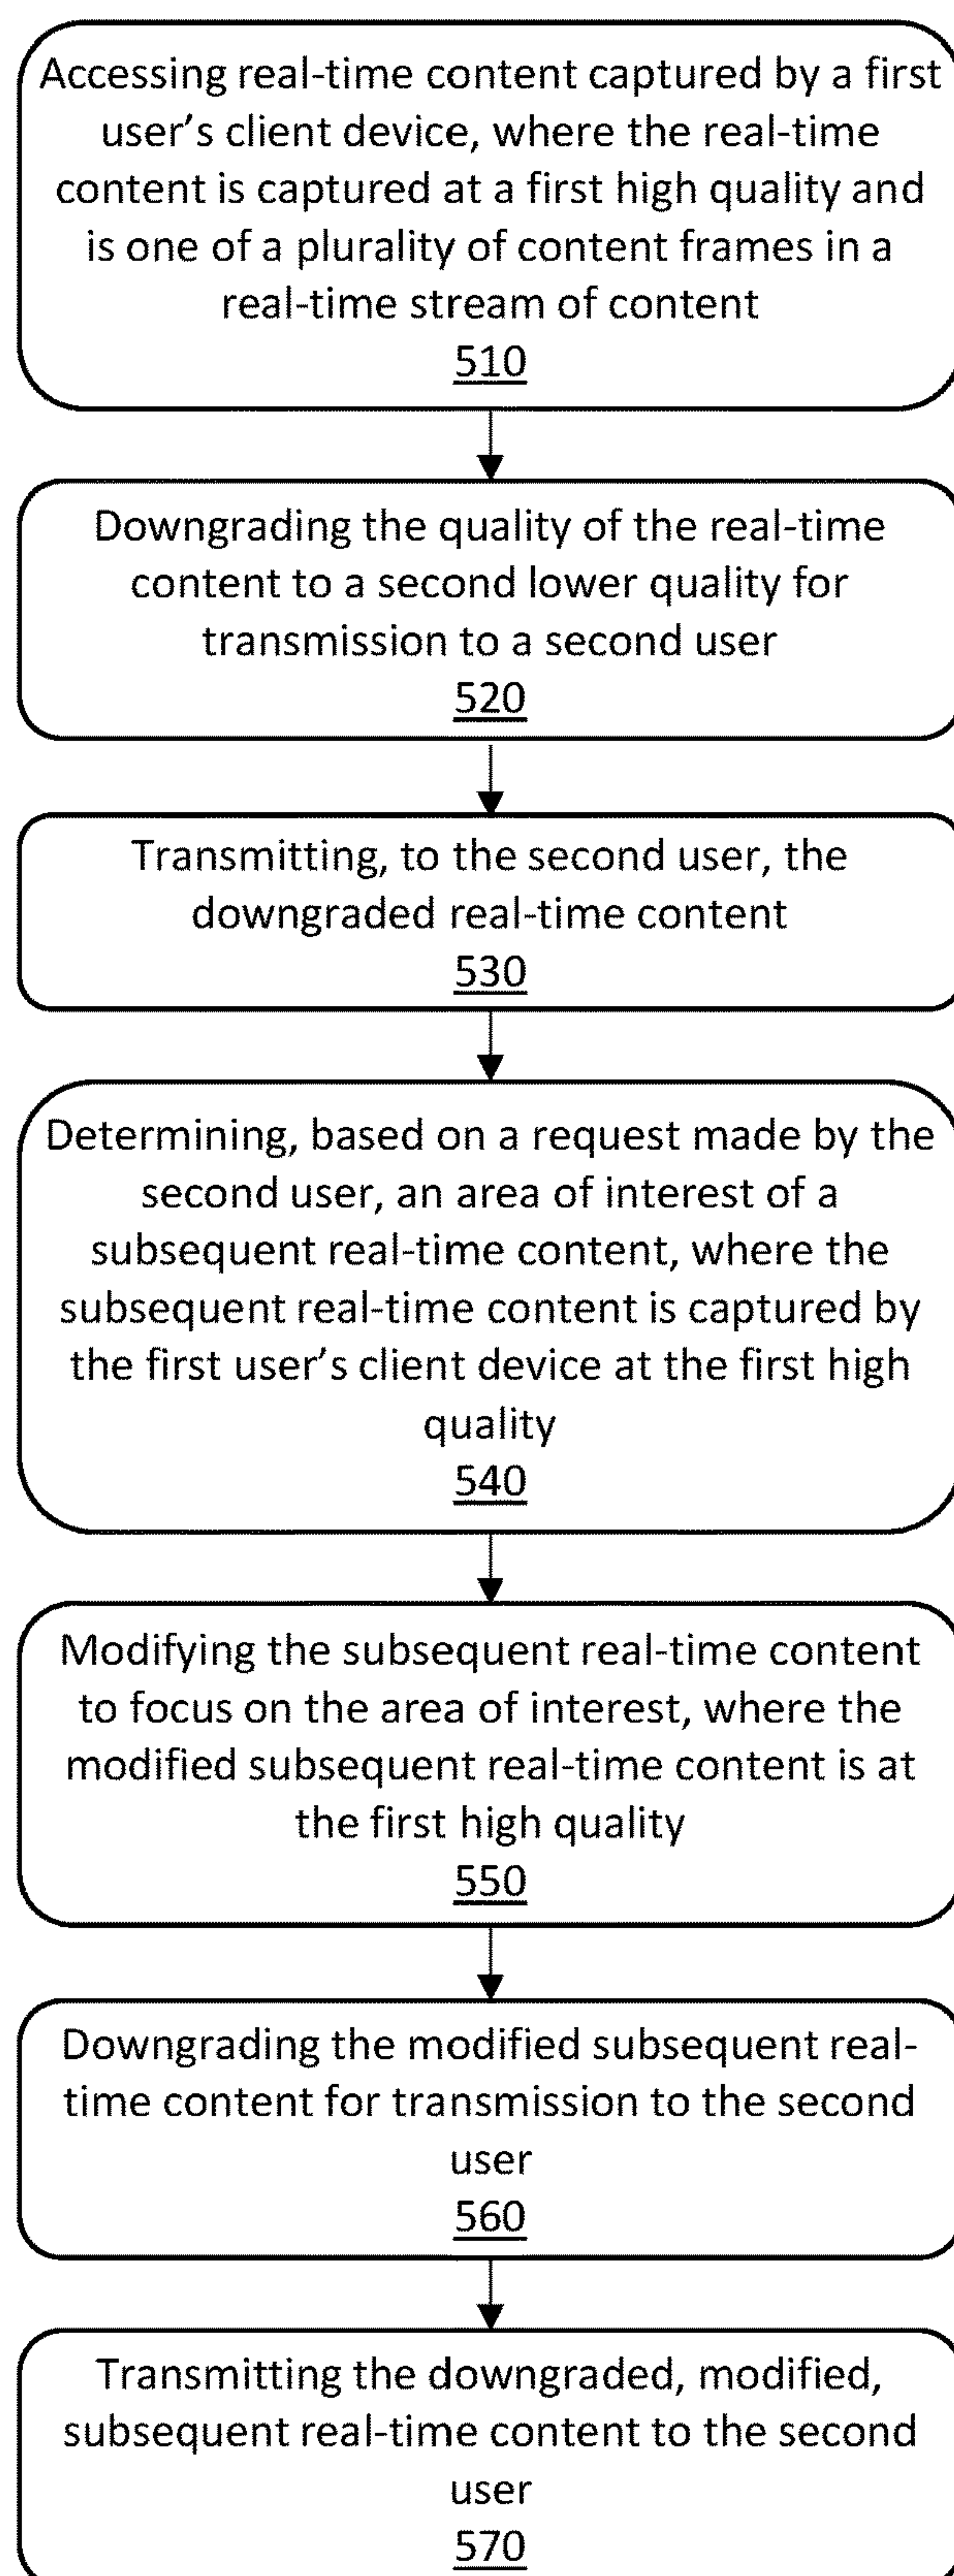 Accessing real-time content captured by a first
user’s client device, where the real-time
content is captured at a first high quality and
is one of a plurality of content frames in a
real-time stream of content
510
Downgrading the quality of the real-time
content to a second lower quality for
transmission to a second user
520
Transmitting, to the second user, the
downgraded real-time content
530
Determining, based on a request made by the
second user, an area of interest of a
subsequent real-time content, where the
subsequent real-time content is captured by
the first user’s client device at the first high
quality
540
Modifying the subsequent real-time content
to focus on the area of interest, where the
modified subsequent real-time content is at
the first high quality
550
Downgrading the modified subsequent real-
time content for transmission to the second
user
560
Transmitting the downgraded, modified,
subsequent real-time content to the second
user
570